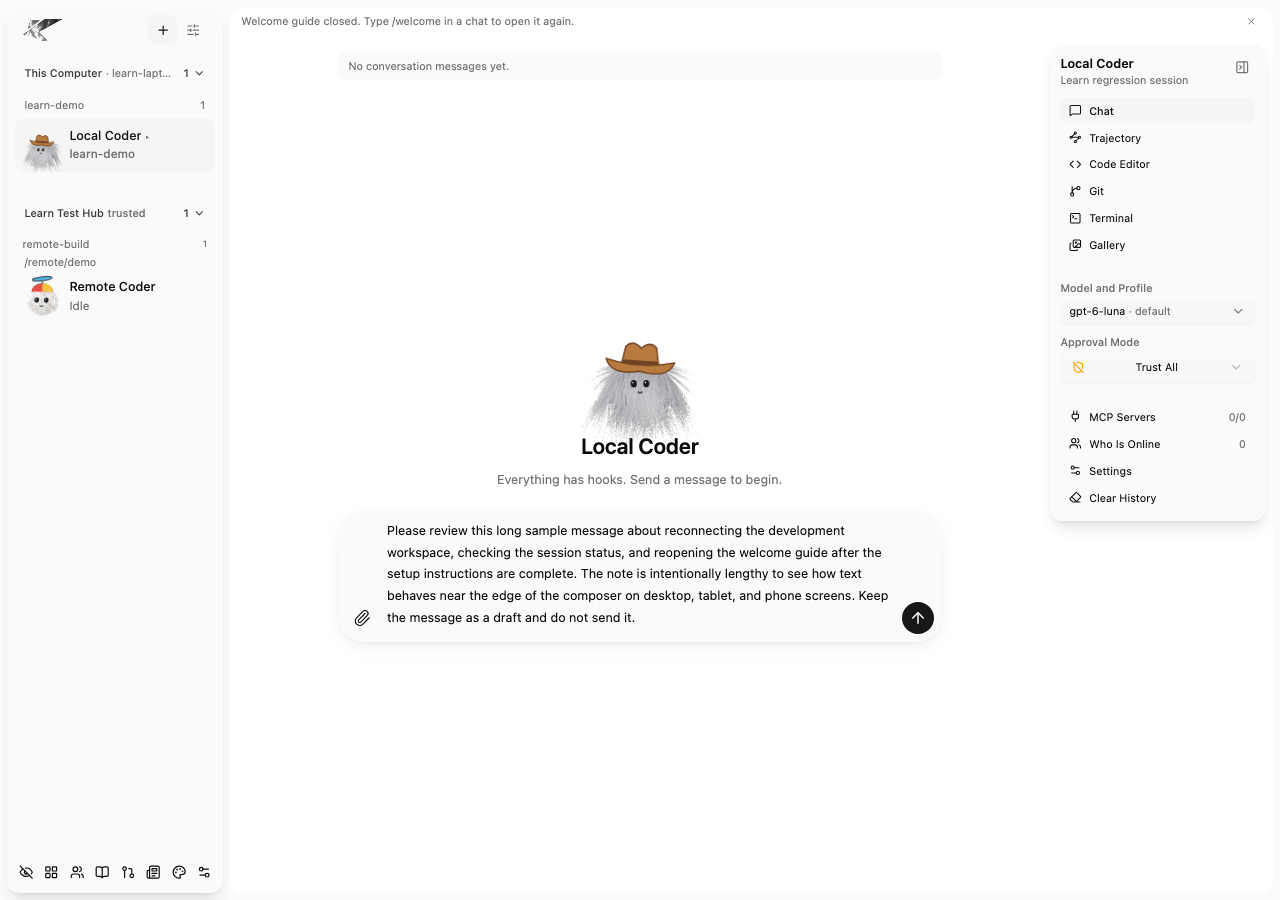 Welcome guide closed. Type /welcome in a chat to open it again.
This Computer · learn-lapt... 1
learn-demo 1
Local Coder
learn-demo
Learn Test Hub trusted 1
remote-build 1
/remote/demo
Remote Coder
Idle
No conversation messages yet.
Local Coder
Everything has hooks. Send a message to begin.
Please review this long sample message about reconnecting the development
workspace, checking the session status, and reopening the welcome guide after the
setup instructions are complete. The note is intentionally lengthy to see how text
behaves near the edge of the composer on desktop, tablet, and phone screens. Keep
the message as a draft and do not send it.
Local Coder
Learn regression session
Chat
Trajectory
Code Editor
Git
Terminal
Gallery
Model and Profile
gpt-6-luna · default
Approval Mode
Trust All
MCP Servers 0/0
Who Is Online 0
Settings
Clear History